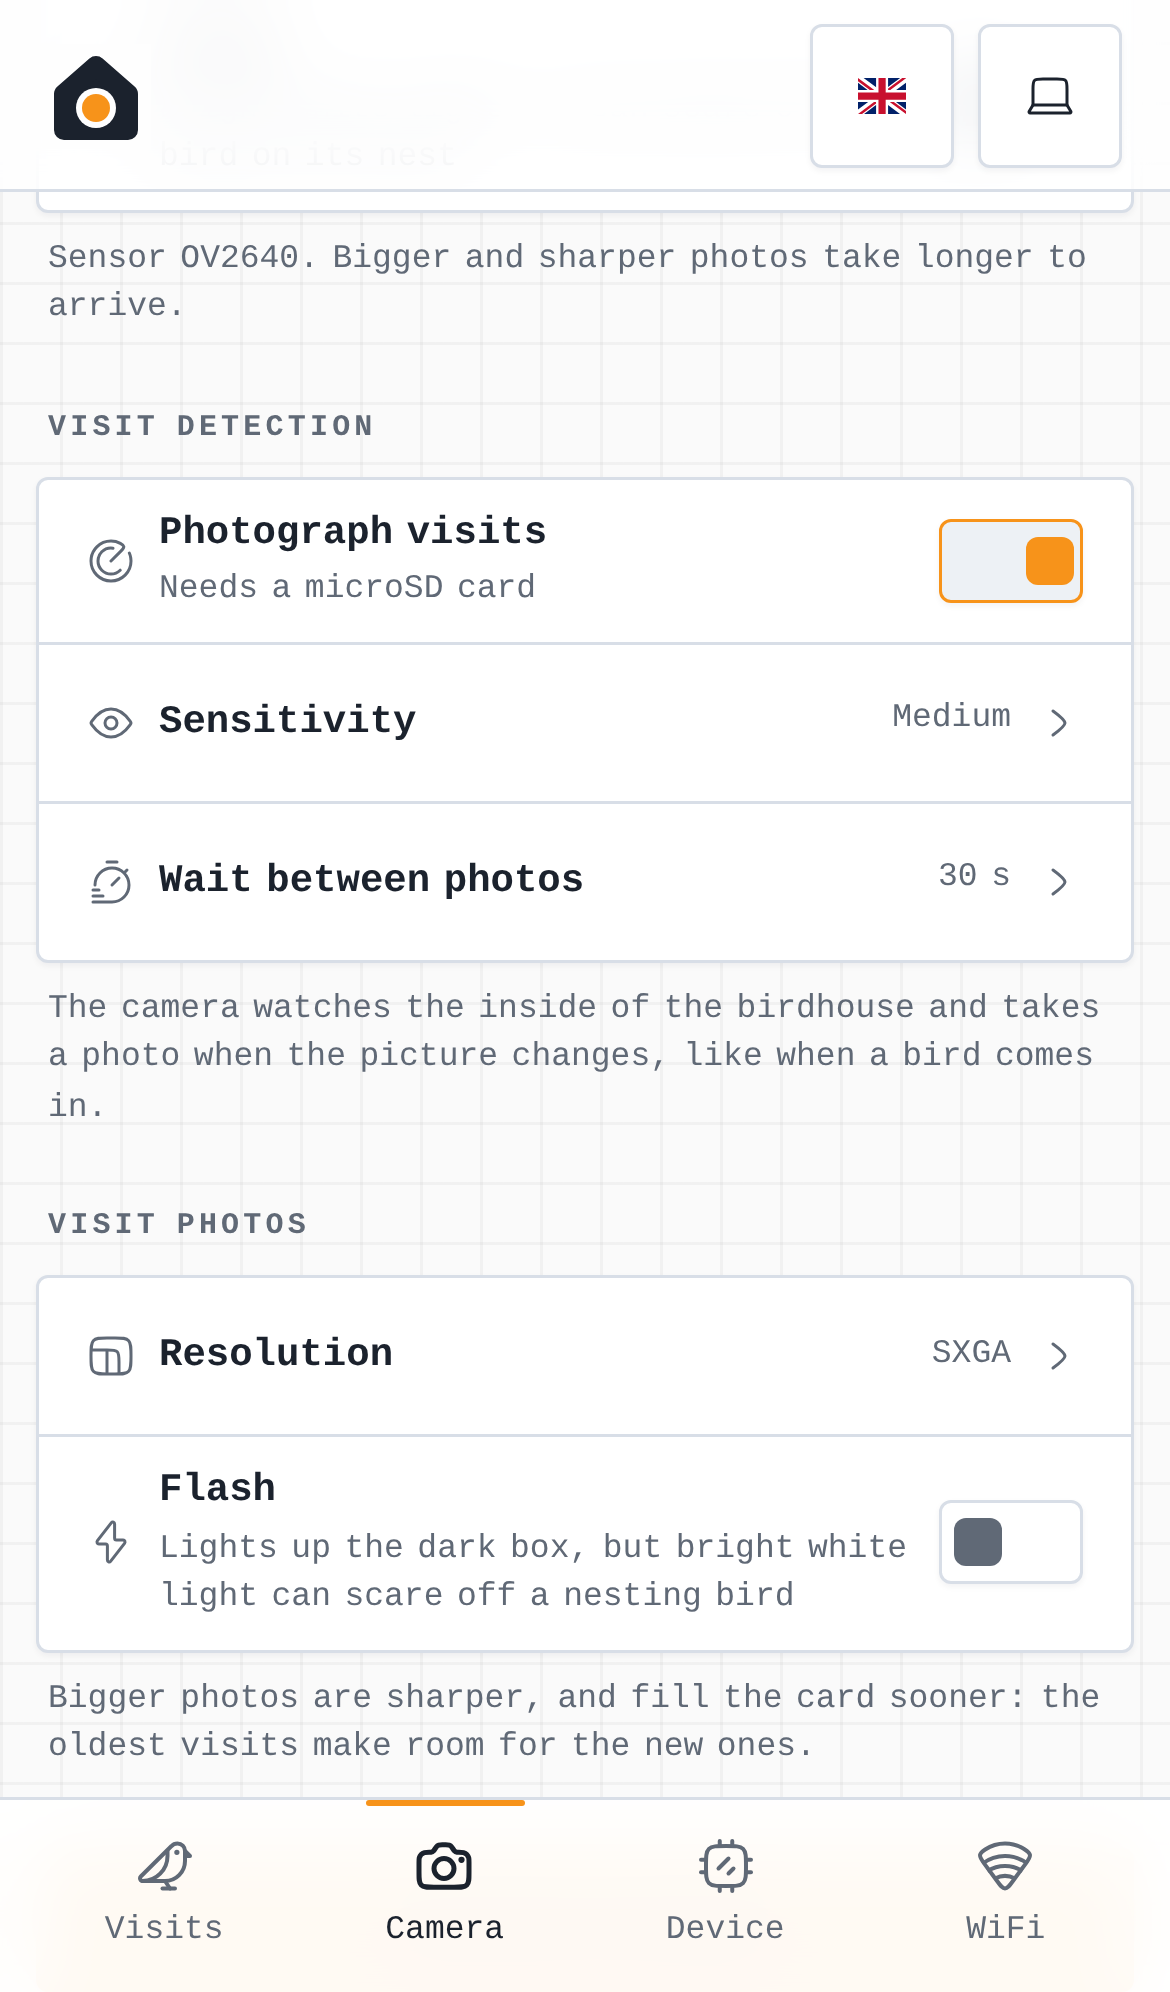 bird on its nest
Sensor OV2640. Bigger and sharper photos take longer to
arrive.
VISIT DETECTION
Photograph visits
Needs a microSD card
Sensitivity
Medium
Wait between photos
30 s
The camera watches the inside of the birdhouse and takes
a photo when the picture changes, like when a bird comes
in.
VISIT PHOTOS
Resolution
SXGA
Flash
Lights up the dark box, but bright white
light can scare off a nesting bird
Bigger photos are sharper, and fill the card sooner: the
oldest visits make room for the new ones.
Visits
Camera
Device
WiFi